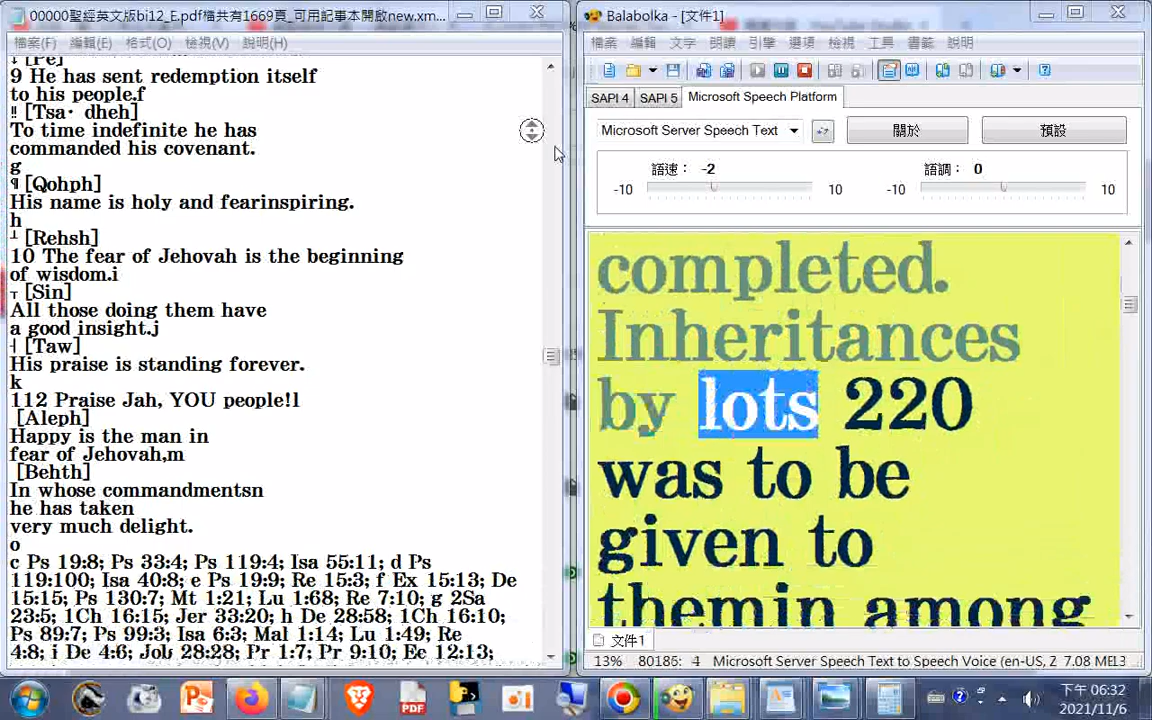 00000聖經英文版bi12_E.pdf檔共有1669頁_可用記事本開啟new.xm...
檔案(F) 編輯(E) 格式(O) 檢視(V) 說明(H)
[Pe]
9 He has sent redemption itself
to his people.f
‼ [Tsa· dheh]
To time indefinite he has
commanded his covenant.
g
¶ [Qohph]
His name is holy and fearinspiring.
h
┴ [Rehsh]
10 The fear of Jehovah is the beginning
of wisdom.i
┬ [Sin]
All those doing them have
a good insight.j
┤ [Taw]
His praise is standing forever.
k
112 Praise Jah, YOU people!l
[Aleph]
Happy is the man in
fear of Jehovah,m
[Behth]
In whose commandmentsn
he has taken
very much delight.
o
c Ps 19:8; Ps 33:4; Ps 119:4; Isa 55:11; d Ps
119:100; Isa 40:8; e Ps 19:9; Re 15:3; f Ex 15:13; De
15:15; Ps 130:7; Mt 1:21; Lu 1:68; Re 7:10; g 2Sa
23:5; 1Ch 16:15; Jer 33:20; h De 28:58; 1Ch 16:10;
Ps 89:7; Ps 99:3; Isa 6:3; Mal 1:14; Lu 1:49; Re
4:8; i De 4:6; Job 28:28; Pr 1:7; Pr 9:10; Ec 12:13;
Balabolka - [文件1]
檔案 編輯 文字 朗讀 引擎 選項 檢視 工具 書籤 說明
SAPI 4 SAPI 5 Microsoft Speech Platform
Microsoft Server Speech Text 關於 預設
語速： -2 語調： 0
-10 10 -10 10
completed.
Inheritances
by lots 220
was to be
given to
themin among
文件1
13% 80185: 4 Microsoft Server Speech Text to Speech Voice (en-US, Z 7.08 ME
下午 06:32
2021/11/6